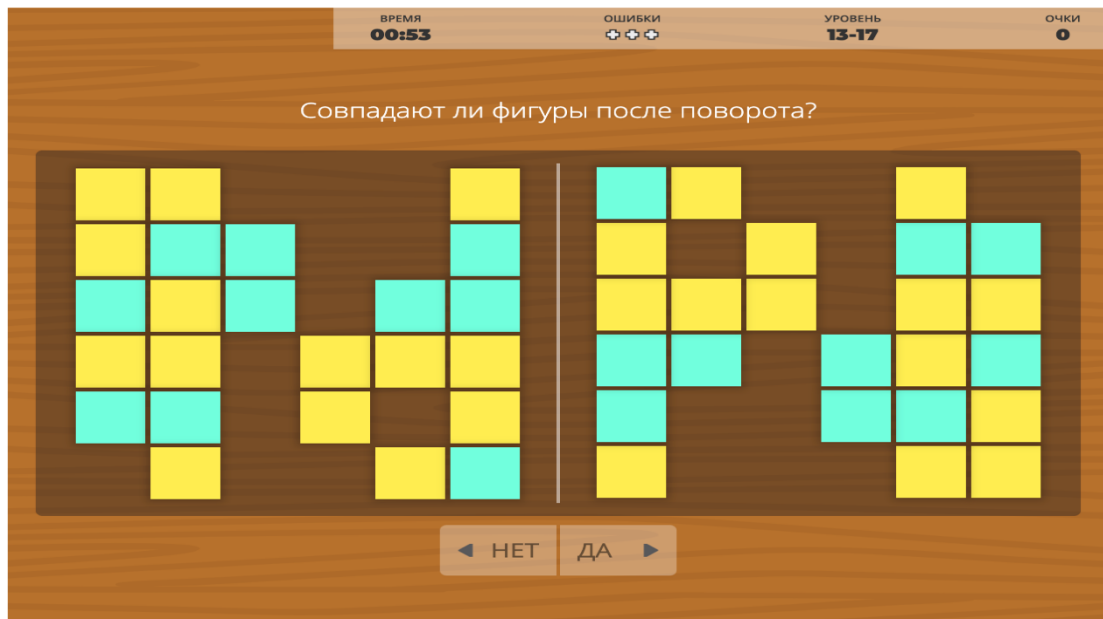 ВРЕМЯ ОШИБКИ УРОВЕНЬ ОЧКИ
00:53 13-17 0
Совпадают ли фигуры после поворота?
НЕТ ДА